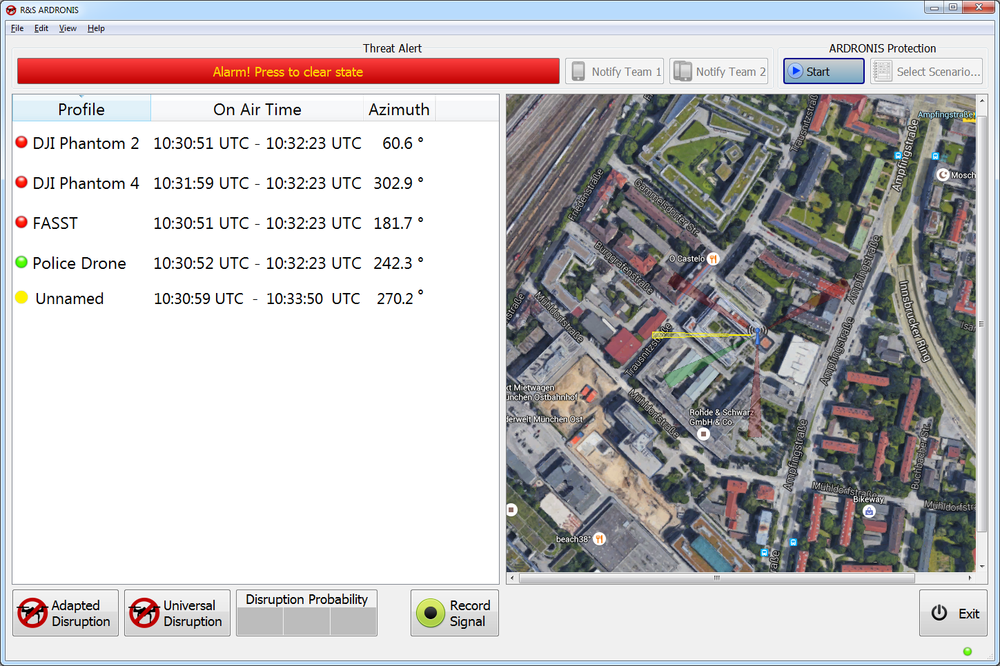 R&S ARDRONIS
File Edit View Help
Threat Alert
ARDRONIS Protection
Alarm! Press to clear state
Notify Team 1
Notify Team 2
Start
Select Scenario...
Profile On Air Time Azimuth
DJI Phantom 2 10:30:51 UTC - 10:32:23 UTC 60.6 °
DJI Phantom 4 10:31:59 UTC - 10:32:23 UTC 302.9 °
FASST 10:30:51 UTC - 10:32:23 UTC 181.7 °
Police Drone 10:30:52 UTC - 10:32:23 UTC 242.3 °
Unnamed 10:30:59 UTC - 10:33:50 UTC 270.2 °
Trausnitzstraß
Ampfingstraße
Ampfingstraße
Mosch
Friedenstraße
Gammelsdorfer Str.
O Castelo
Burggrafenstraße
Ampfingstraße
Innsbrucker Ring
nstraße
Mühldorfstraße
Isar
Trausnitzstraße
Ampfingstraße
xt Mietwagen
ünchen Ostbahnhof
Mühldorfstraße
Rohde & Schwarz
GmbH & Co.
derwelt München Ost
Ampfingstraße
Buchbacher Str.
Mühldorfstraße
Bikeway
Mühldorfstra
beach38°
raße
Adapted
Disruption
Universal
Disruption
Disruption Probability
Record
Signal
Exit